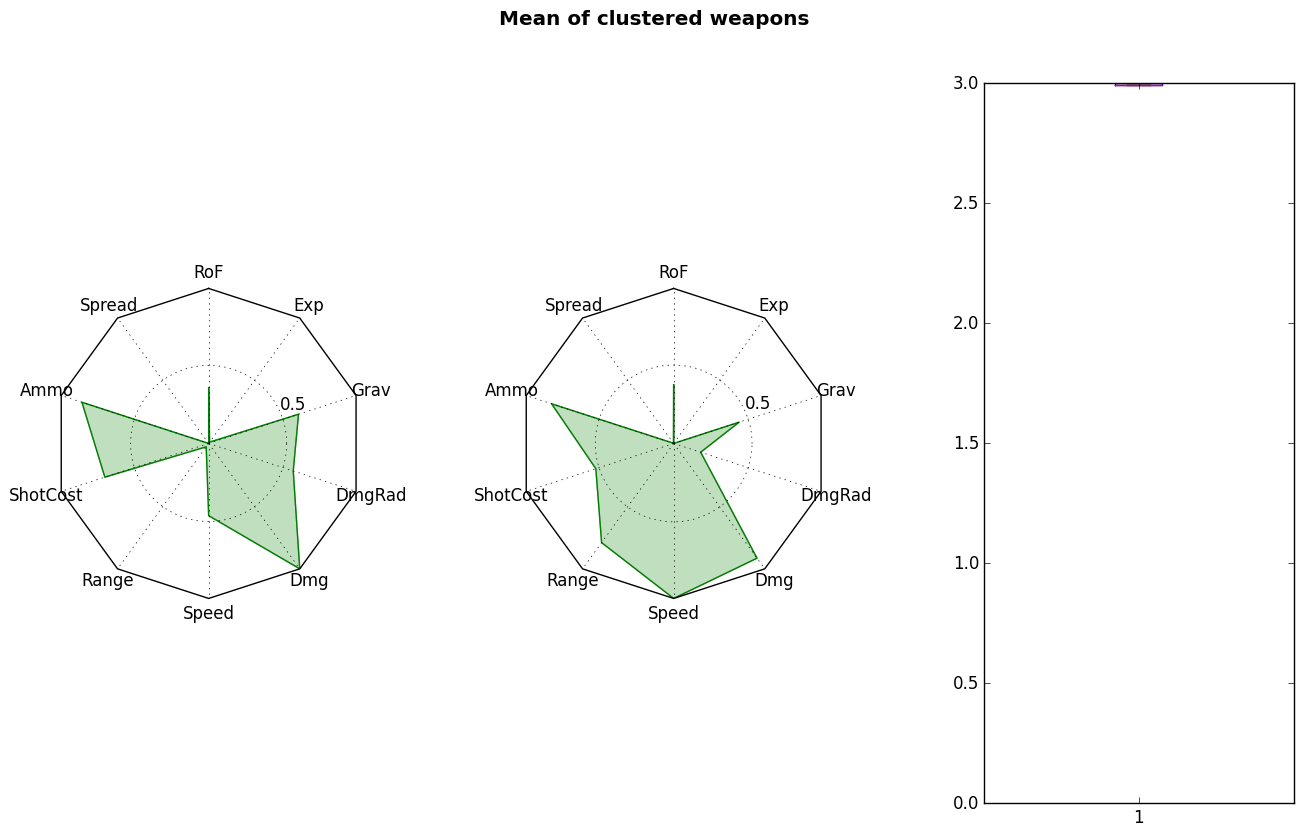 Mean of clustered weapons
RoF
Spread
Exp
Ammo
0.5
Grav
ShotCost
DmgRad
Range
Dmg
Speed
RoF
Spread
Exp
Ammo
0.5
Grav
ShotCost
DmgRad
Range
Dmg
Speed
3.0
2.5
2.0
1.5
1.0
0.5
0.0
1